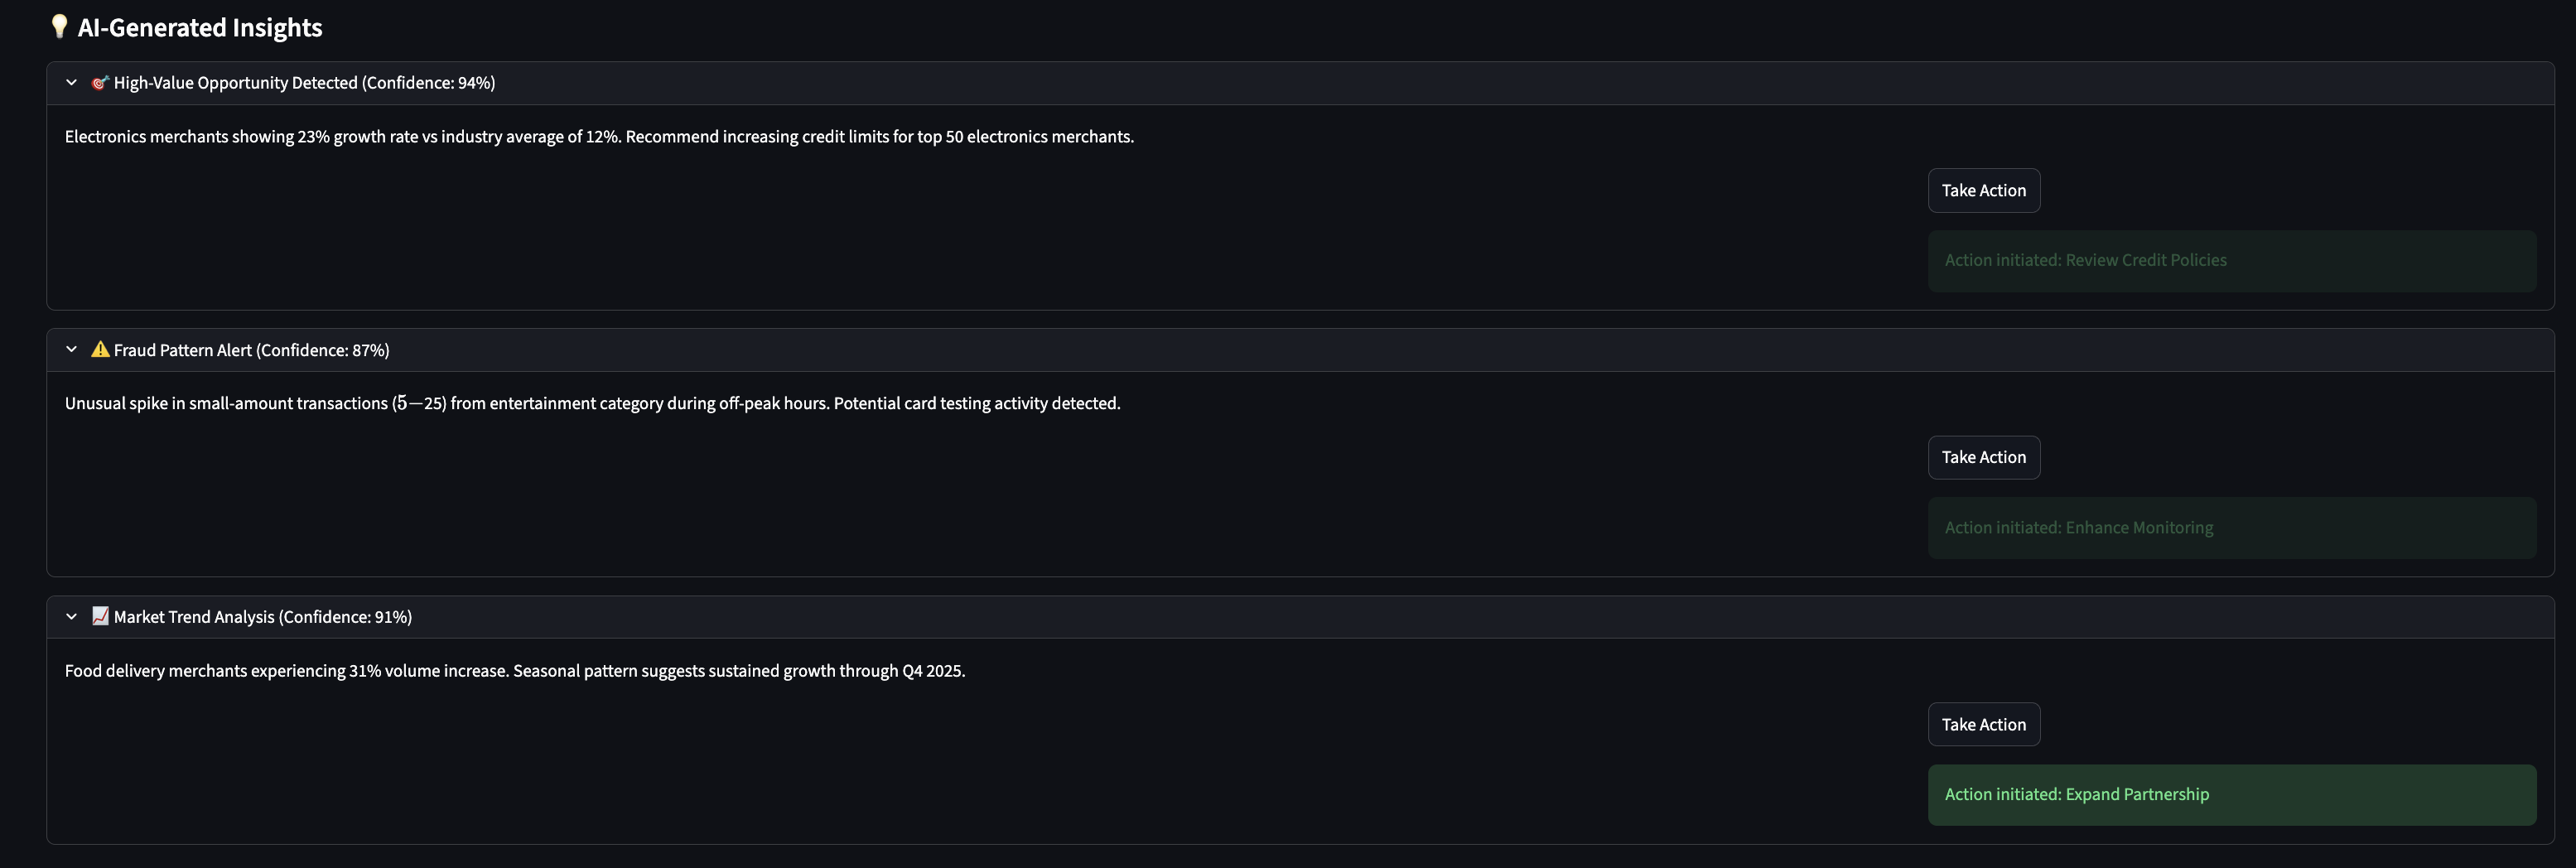 💡 AI-Generated Insights
🎯 High-Value Opportunity Detected (Confidence: 94%)
Electronics merchants showing 23% growth rate vs industry average of 12%. Recommend increasing credit limits for top 50 electronics merchants.
Take Action
Action initiated: Review Credit Policies
⚠️ Fraud Pattern Alert (Confidence: 87%)
Unusual spike in small-amount transactions (5—25) from entertainment category during off-peak hours. Potential card testing activity detected.
Take Action
Action initiated: Enhance Monitoring
📈 Market Trend Analysis (Confidence: 91%)
Food delivery merchants experiencing 31% volume increase. Seasonal pattern suggests sustained growth through Q4 2025.
Take Action
Action initiated: Expand Partnership